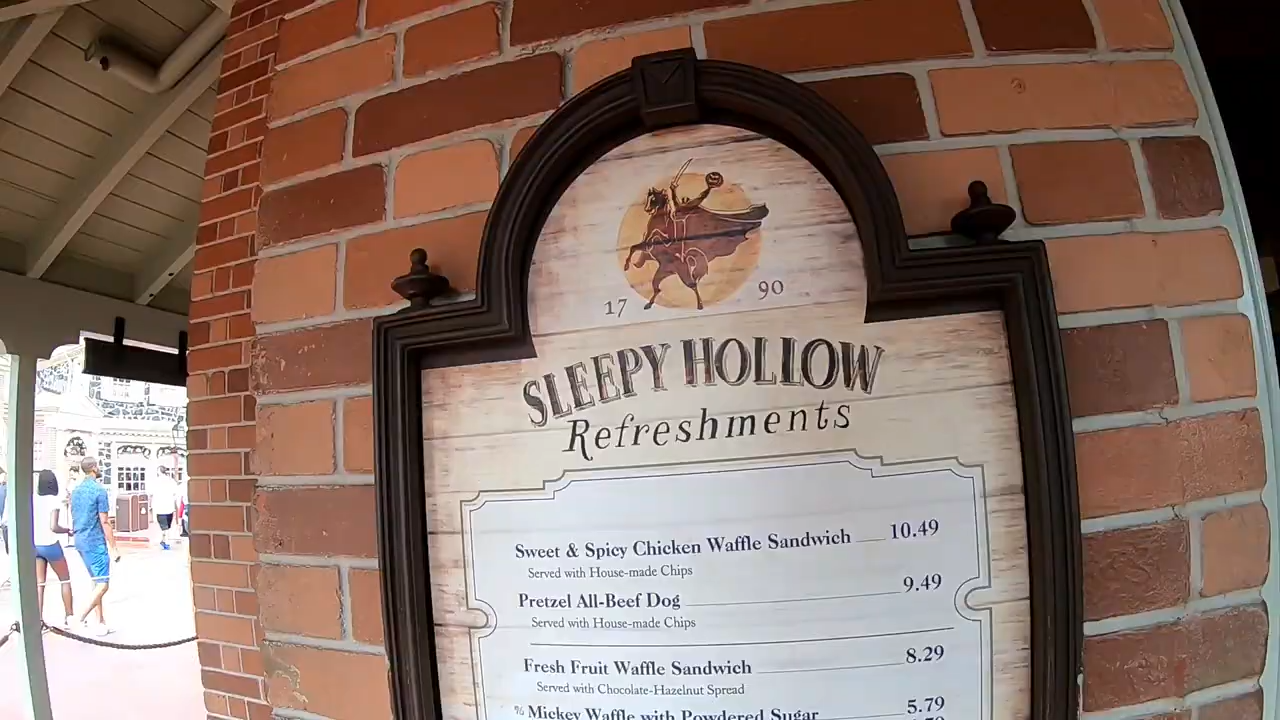 17 90
SLEEPY HOLLOW
Refreshments
Sweet & Spicy Chicken Waffle Sandwich 10.49
Served with House-made Chips
Pretzel All-Beef Dog 9.49
Served with House-made Chips
Fresh Fruit Waffle Sandwich 8.29
Served with Chocolate-Hazelnut Spread
Mickey Waffle with Powdered Sugar 5.79